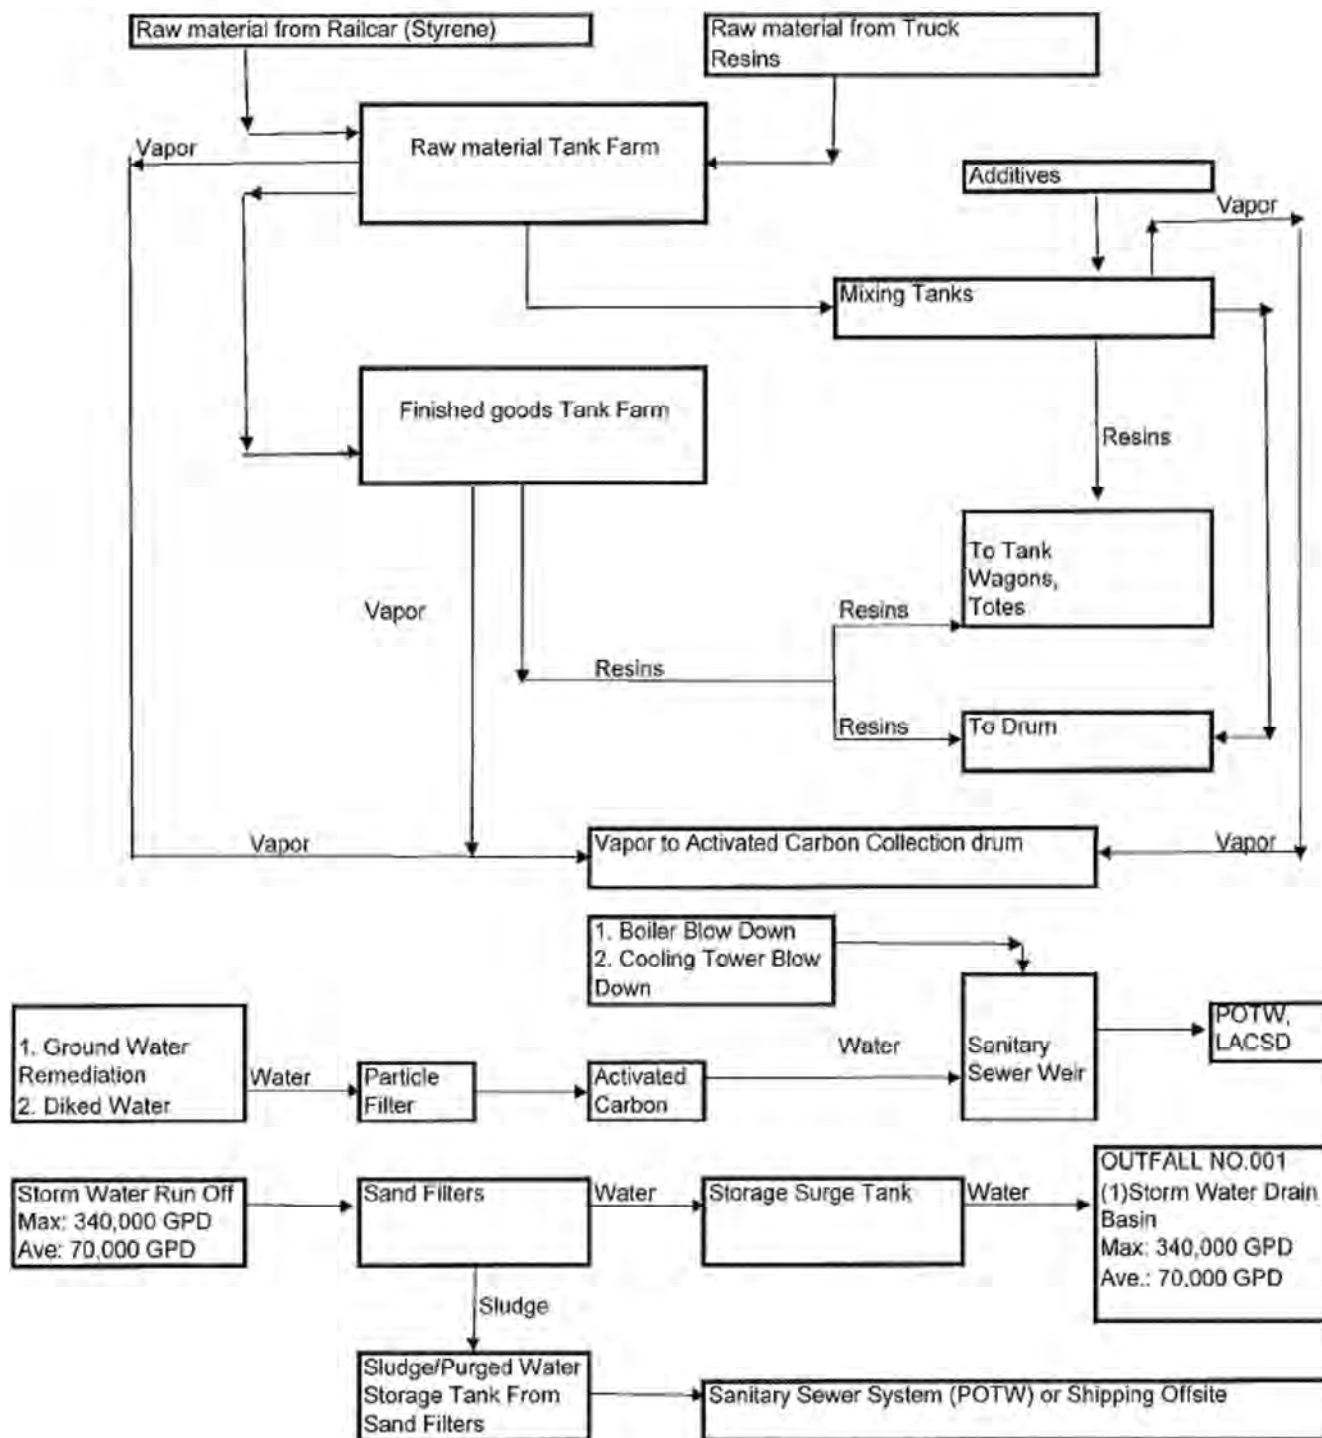 Raw material from Railcar (Styrene)
Raw material from Truck
Resins
Vapor
Raw material Tank Farm
Additives
Vapor
Mixing Tanks
Finished goods Tank Farm
Resins
To Tank
Wagons,
Totes
Vapor
Resins
Resins
Resins
To Drum
Vapor
Vapor to Activated Carbon Collection drum
Vapor
1. Boiler Blow Down
2. Cooling Tower Blow
Down
1. Ground Water
Remediation
2. Diked Water
Water
Particle
Filter
Activated
Carbon
Water
Sanitary
Sewer Weir
POTW,
LACSD
Storm Water Run Off
Max: 340,000 GPD
Ave: 70,000 GPD
Sand Filters
Water
Storage Surge Tank
Water
OUTFALL NO.001
(1)Storm Water Drain
Basin
Max: 340,000 GPD
Ave.: 70.000 GPD
Sludge
Sludge/Purged Water
Storage Tank From
Sand Filters
Sanitary Sewer System (POTW) or Shipping Offsite